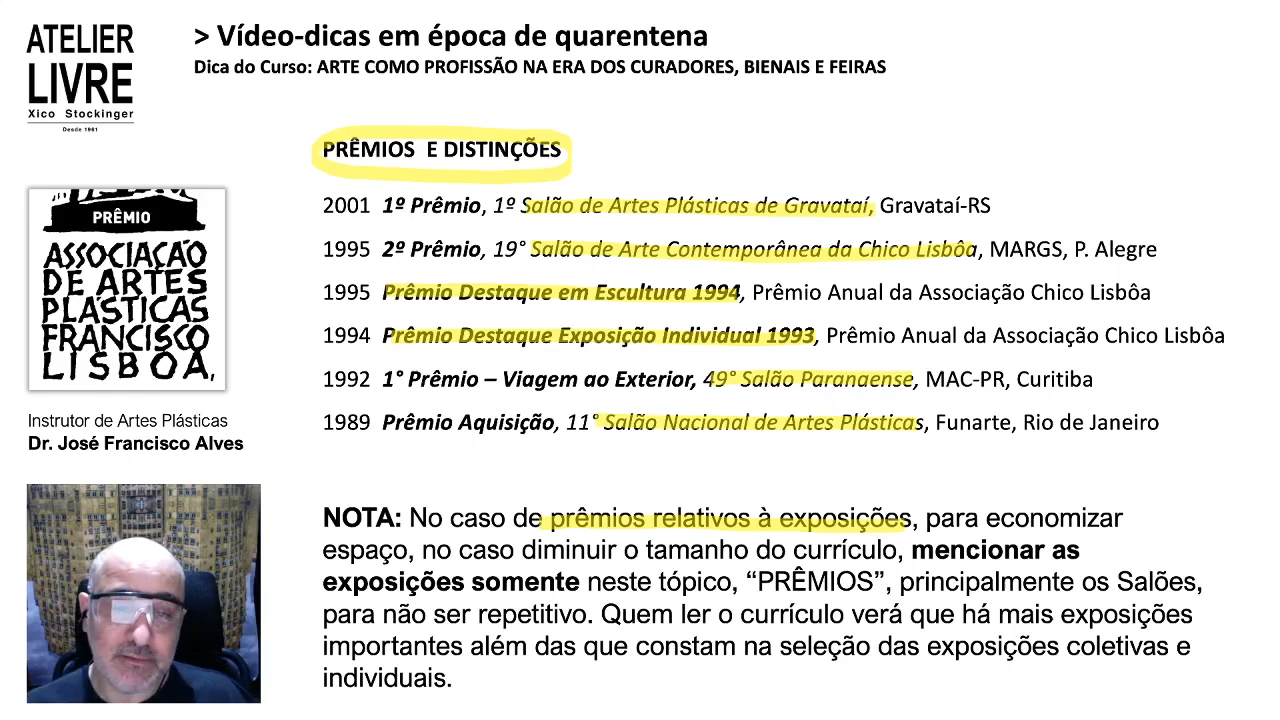 ATELIER
LIVRE
Xico Stockinger
Desde 1961
> Vídeo-dicas em época de quarentena
Dica do Curso: ARTE COMO PROFISSÃO NA ERA DOS CURADORES, BIENAIS E FEIRAS
PRÊMIOS E DISTINÇÕES
2001 1º Prêmio, 1º Salão de Artes Plásticas de Gravataí, Gravataí-RS
1995 2º Prêmio, 19° Salão de Arte Contemporânea da Chico Lisbôa, MARGS, P. Alegre
1995 Prêmio Destaque em Escultura 1994, Prêmio Anual da Associação Chico Lisbôa
1994 Prêmio Destaque Exposição Individual 1993, Prêmio Anual da Associação Chico Lisbôa
1992 1° Prêmio – Viagem ao Exterior, 49° Salão Paranaense, MAC-PR, Curitiba
1989 Prêmio Aquisição, 11° Salão Nacional de Artes Plásticas, Funarte, Rio de Janeiro
PRÊMIO
ASSOCIAÇÃO
DE ARTES
PLÁSTICAS
FRANCISCO
LISBÔA,
Instrutor de Artes Plásticas
Dr. José Francisco Alves
NOTA: No caso de prêmios relativos à exposições, para economizar
espaço, no caso diminuir o tamanho do currículo, mencionar as
exposições somente neste tópico, “PRÊMIOS”, principalmente os Salões,
para não ser repetitivo. Quem ler o currículo verá que há mais exposições
importantes além das que constam na seleção das exposições coletivas e
individuais.